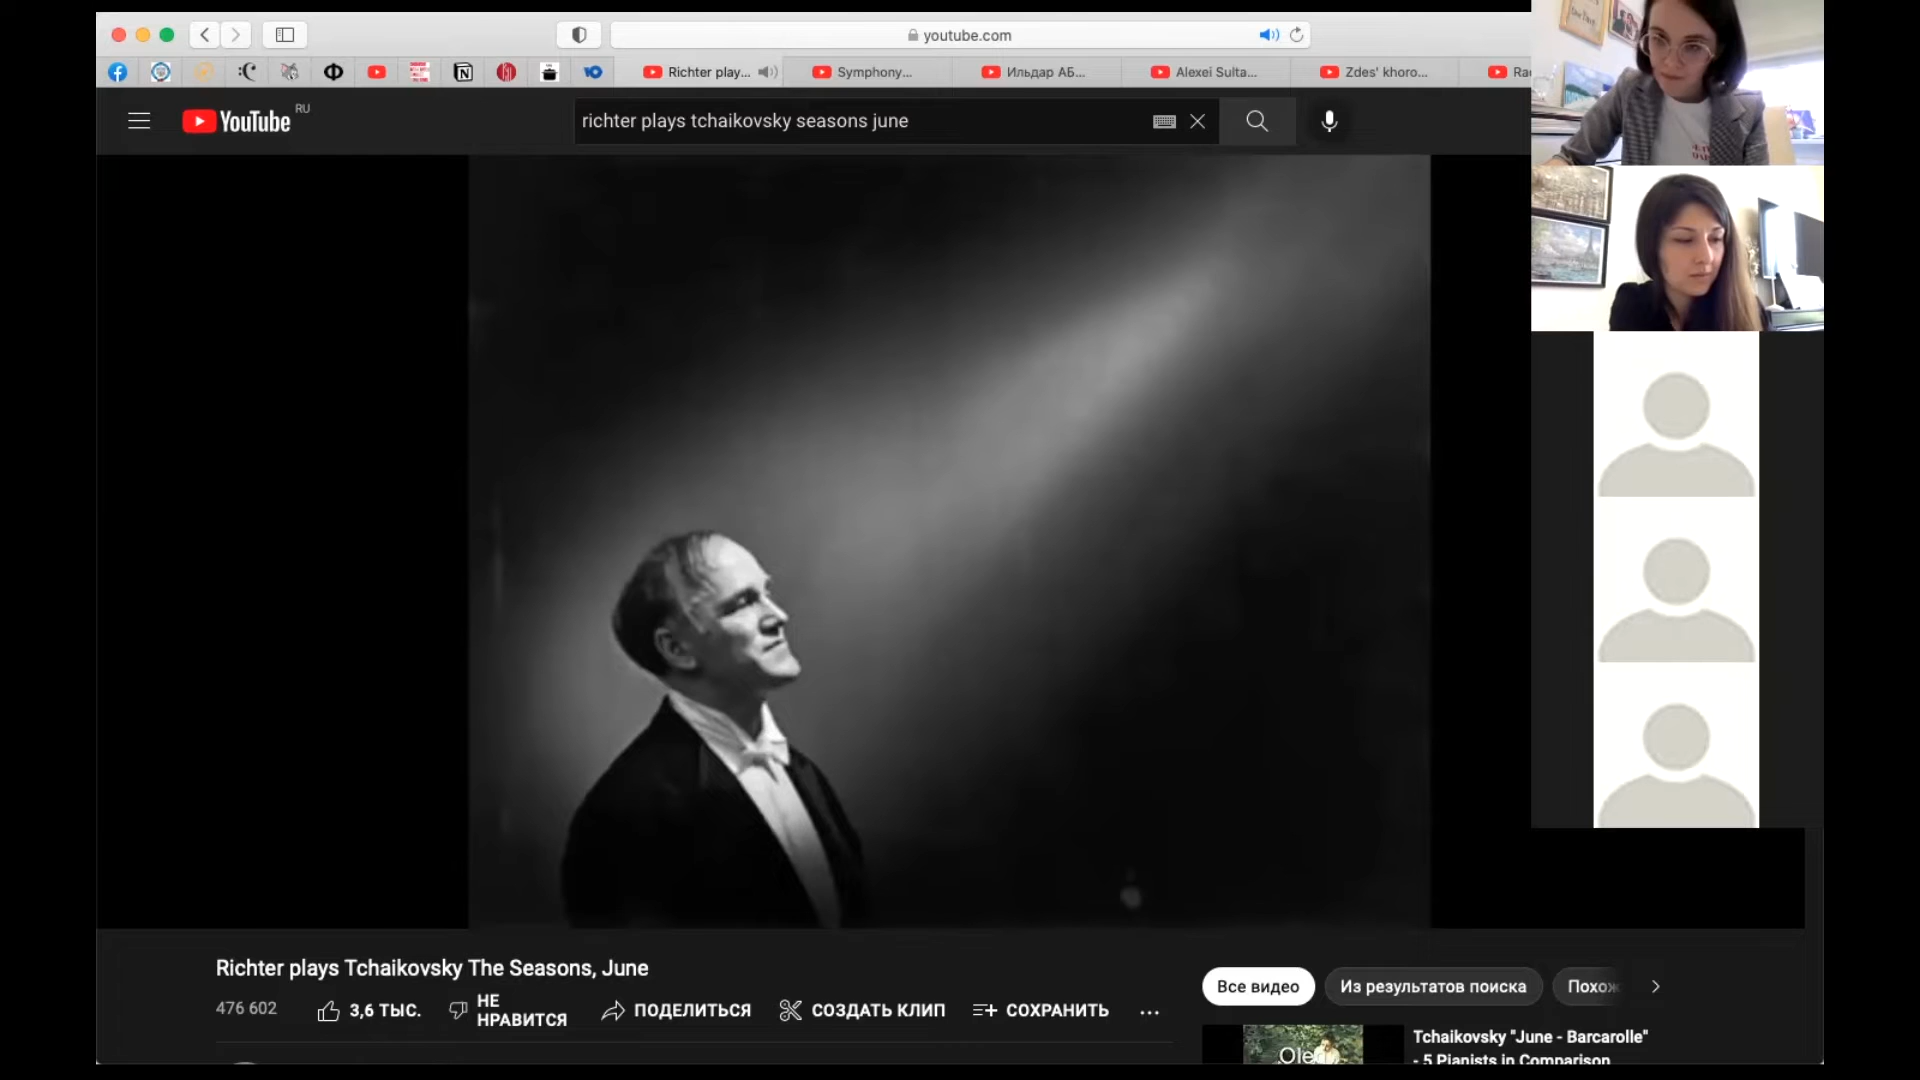 youtube.com
Richter play...
Symphony...
Ильдар АБ...
Alexei Sulta...
Zdes' khoro...
YouTube
RU
richter plays tchaikovsky seasons june
Richter plays Tchaikovsky The Seasons, June
476 602
3,6 ТЫС.
НЕ
НРАВИТСЯ
ПОДЕЛИТЬСЯ
СОЗДАТЬ КЛИП
СОХРАНИТЬ
Все видео
Из результатов поиска
Похож
Tchaikovsky "June - Barcarolle"
- 5 Pianists in Comparison